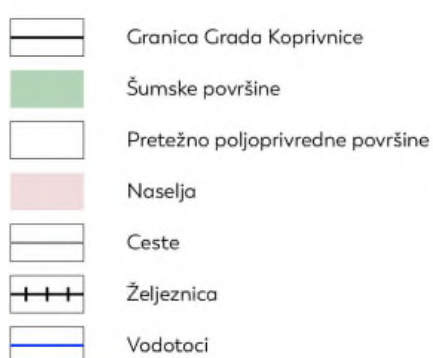 Granica Grada Koprivnice
Šumske površine
Pretežno poljoprivredne površine
Naselja
Ceste
Željeznica
Vodotoci